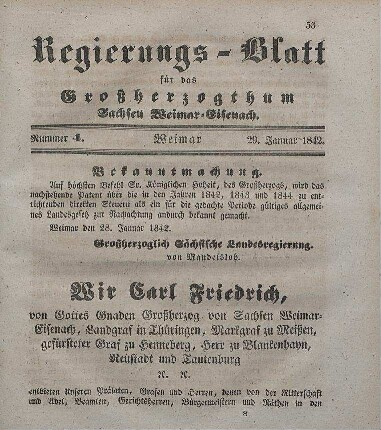 53
Regierungs-Blatt
für das
Großherzogthum
Sachsen Weimar-Eisenach.
Nummer 4. Weimar 29. Januar 1842.
Bekanntmachung.
Auf höchsten Befehl Sr. Königlichen Hoheit, des Großherzogs, wird das
nachstehende Patent über die in den Jahren 1842, 1843 und 1844 zu ent-
richtenden direkten Steuern als ein für die gedachte Periode gültiges allgemei-
nes Landesgesetz zur Nachachtung andurch bekannt gemacht.
Weimar den 28. Januar 1842.
Großherzoglich Sächsische Landesregierung.
von Mandelsloh.
Wir Carl Friedrich,
von Gottes Gnaden Großherzog von Sachsen Weimar-
Eisenach, Landgraf in Thüringen, Markgraf zu Meißen,
gefürsteter Graf zu Henneberg, Herr zu Blankenhayn,
Neustadt und Tautenburg
ꝛc. ꝛc.
entbieten Unseren Prälaten, Grafen und Herren, denen von der Ritterschaft
und Adel, Beamten, Gerichtsherren, Bürgermeistern und Räthen in den
8